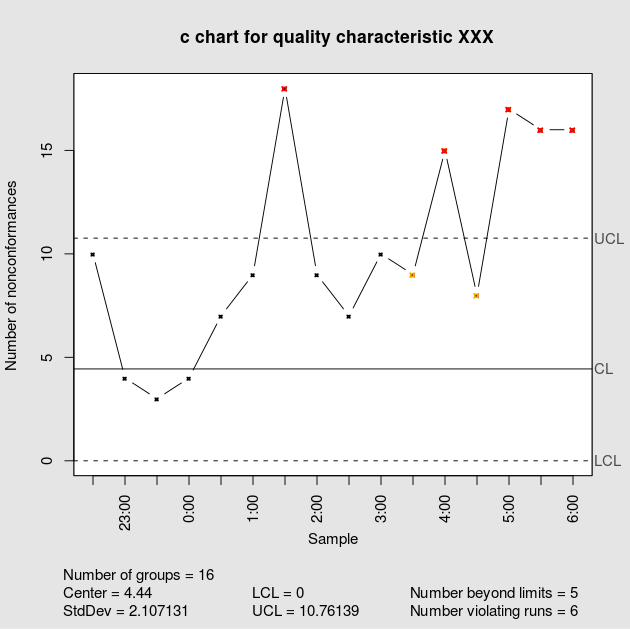 c chart for quality characteristic XXX
Number of nonconformances
15
10
5
0
UCL
CL
LCL
23:00 0:00 1:00 2:00 3:00 4:00 5:00 6:00
Sample
Number of groups = 16
Center = 4.44 LCL = 0 Number beyond limits = 5
StdDev = 2.107131 UCL = 10.76139 Number violating runs = 6